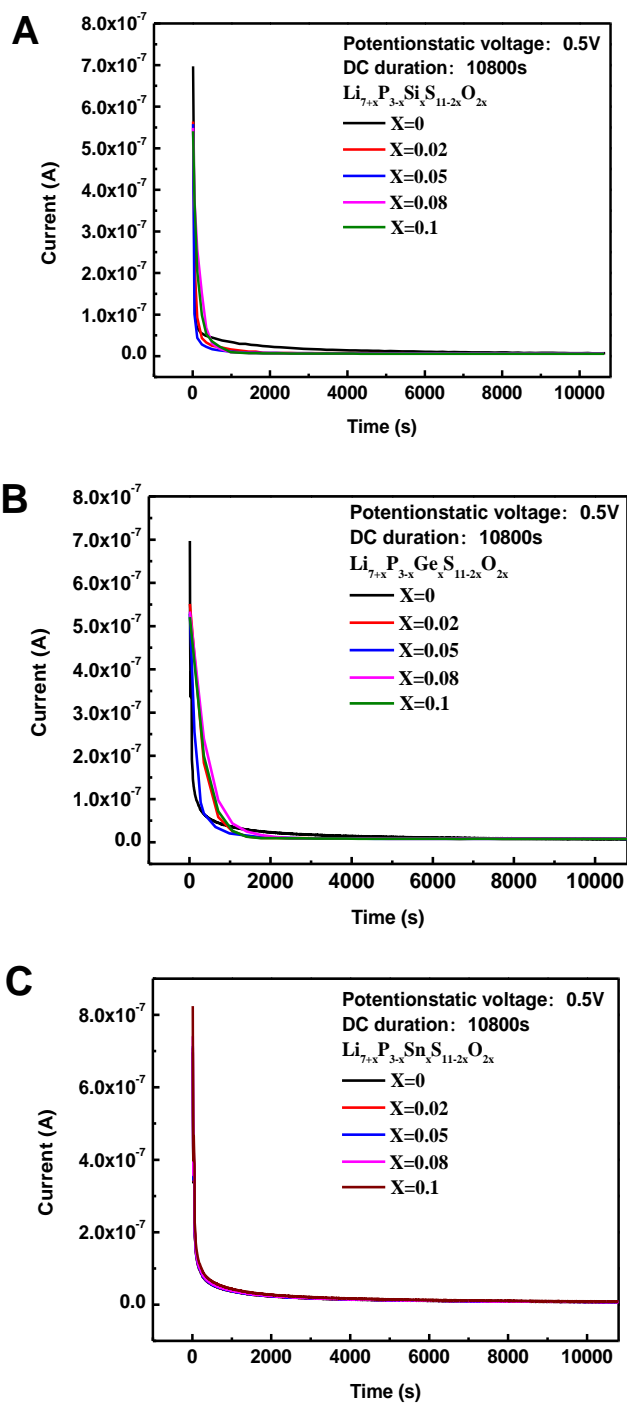 A
8.0x10⁻⁷
7.0x10⁻⁷
6.0x10⁻⁷
5.0x10⁻⁷
4.0x10⁻⁷
3.0x10⁻⁷
2.0x10⁻⁷
1.0x10⁻⁷
0.0
Current (A)
Potentionstatic voltage: 0.5V
DC duration: 10800s
Li₇₊ₓP₃₋ₓSiₓS₁₁₋₂ₓO₂ₓ
X=0
X=0.02
X=0.05
X=0.08
X=0.1
0 2000 4000 6000 8000 10000
Time (s)
B
8.0x10⁻⁷
7.0x10⁻⁷
6.0x10⁻⁷
5.0x10⁻⁷
4.0x10⁻⁷
3.0x10⁻⁷
2.0x10⁻⁷
1.0x10⁻⁷
0.0
Current (A)
Potentionstatic voltage: 0.5V
DC duration: 10800s
Li₇₊ₓP₃₋ₓGeₓS₁₁₋₂ₓO₂ₓ
X=0
X=0.02
X=0.05
X=0.08
X=0.1
0 2000 4000 6000 8000 10000
Time (s)
C
8.0x10⁻⁷
6.0x10⁻⁷
4.0x10⁻⁷
2.0x10⁻⁷
0.0
Current (A)
Potentionstatic voltage: 0.5V
DC duration: 10800s
Li₇₊ₓP₃₋ₓSnₓS₁₁₋₂ₓO₂ₓ
X=0
X=0.02
X=0.05
X=0.08
X=0.1
0 2000 4000 6000 8000 10000
Time (s)